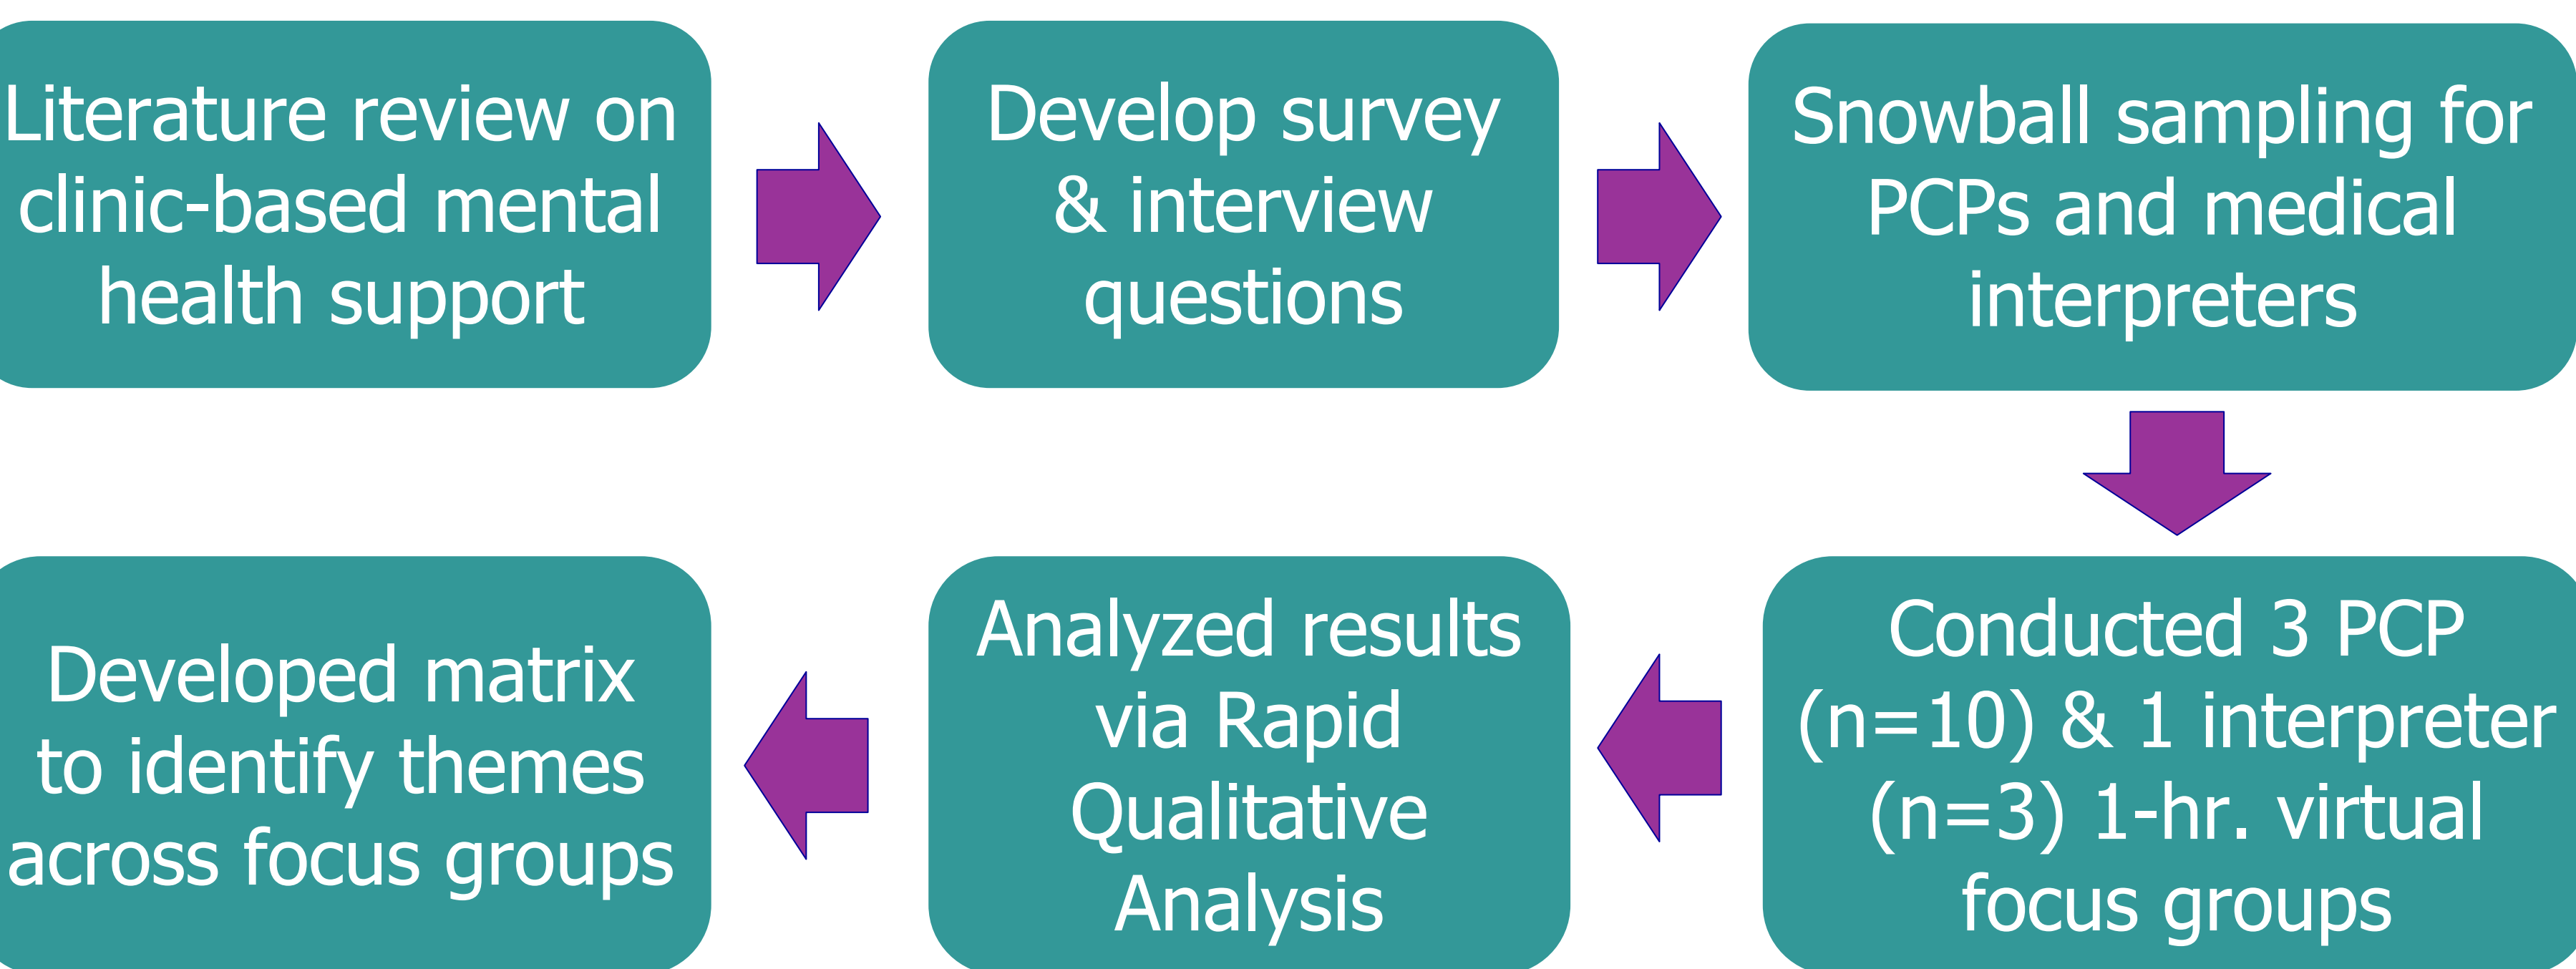 Literature review on
clinic-based mental
health support
Develop survey
& interview
questions
Snowball sampling for
PCPs and medical
interpreters
Conducted 3 PCP
(n=10) & 1 interpreter
(n=3) 1-hr. virtual
focus groups
Analyzed results
via Rapid
Qualitative
Analysis
Developed matrix
to identify themes
across focus groups